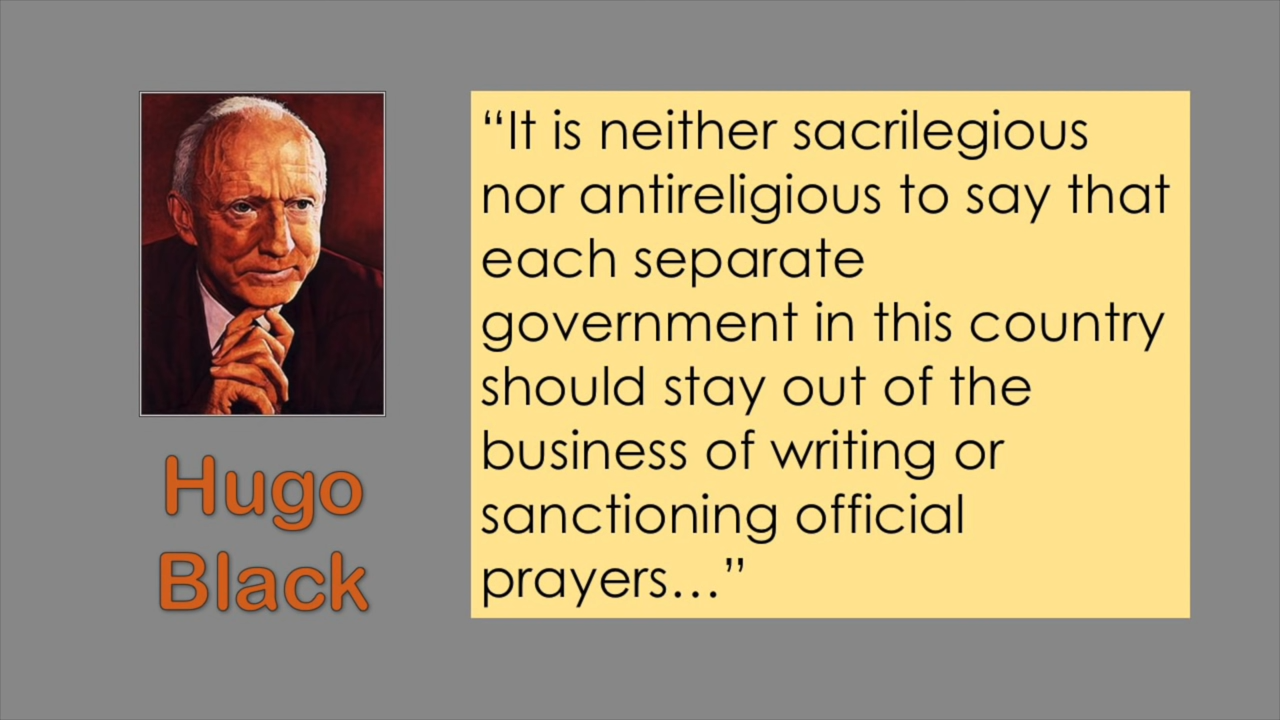 “It is neither sacrilegious
nor antireligious to say that
each separate
government in this country
should stay out of the
business of writing or
sanctioning official
prayers…”
Hugo
Black